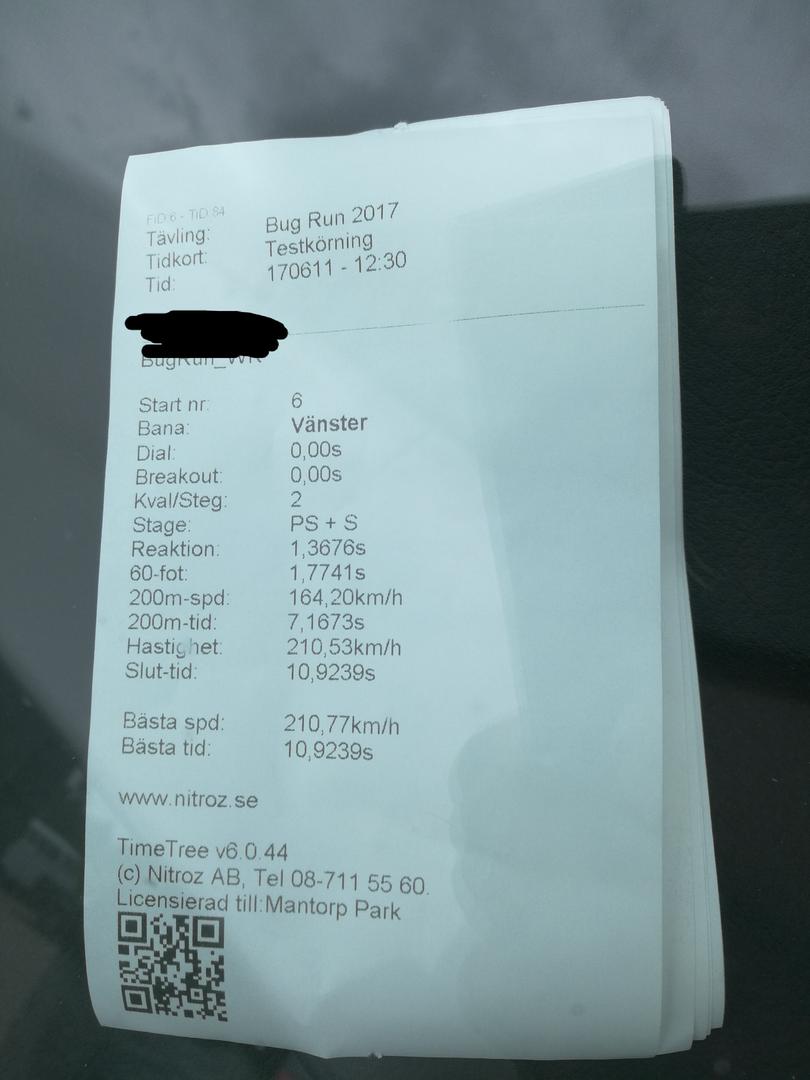 FID 6 - TID 84
Tävling: Bug Run 2017
Tidkort: Testkörning
Tid: 170611 - 12:30
Start nr: 6
Bana: Vänster
Dial: 0,00s
Breakout: 0,00s
Kval/Steg: 2
Stage: PS + S
Reaktion: 1,3676s
60-fot: 1,7741s
200m-spd: 164,20km/h
200m-tid: 7,1673s
Hastighet: 210,53km/h
Slut-tid: 10,9239s
Bästa spd: 210,77km/h
Bästa tid: 10,9239s
www.nitroz.se
TimeTree v6.0.44
(c) Nitroz AB, Tel 08-711 55 60.
Licensierad till:Mantorp Park